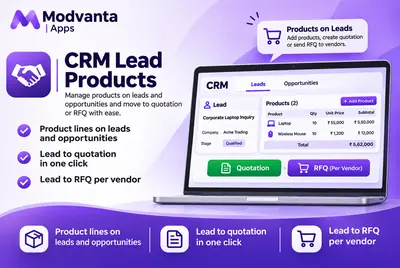 Modvanta
Apps
CRM Lead
Products
Manage products on leads and
opportunities and move to quotation
or RFQ with ease.
Product lines on leads
and opportunities
Lead to quotation
in one click
Lead to RFQ per vendor
Products on Leads
Add products, create quotation
or send RFQ to vendors.
CRM
Leads
Opportunities
Lead
Corporate Laptop Inquiry
Company Acme Trading
Stage Qualified
Products (2)
+ Add Product
Product Qty Unit Price Subtotal
Laptop 10 ₹ 55,000 ₹ 5,50,000
Wireless Mouse 10 ₹ 1,200 ₹ 12,000
Total ₹ 5,62,000
Quotation
RFQ (Per Vendor)
Product lines on
leads and opportunities
Lead to quotation
in one click
Lead to RFQ
per vendor